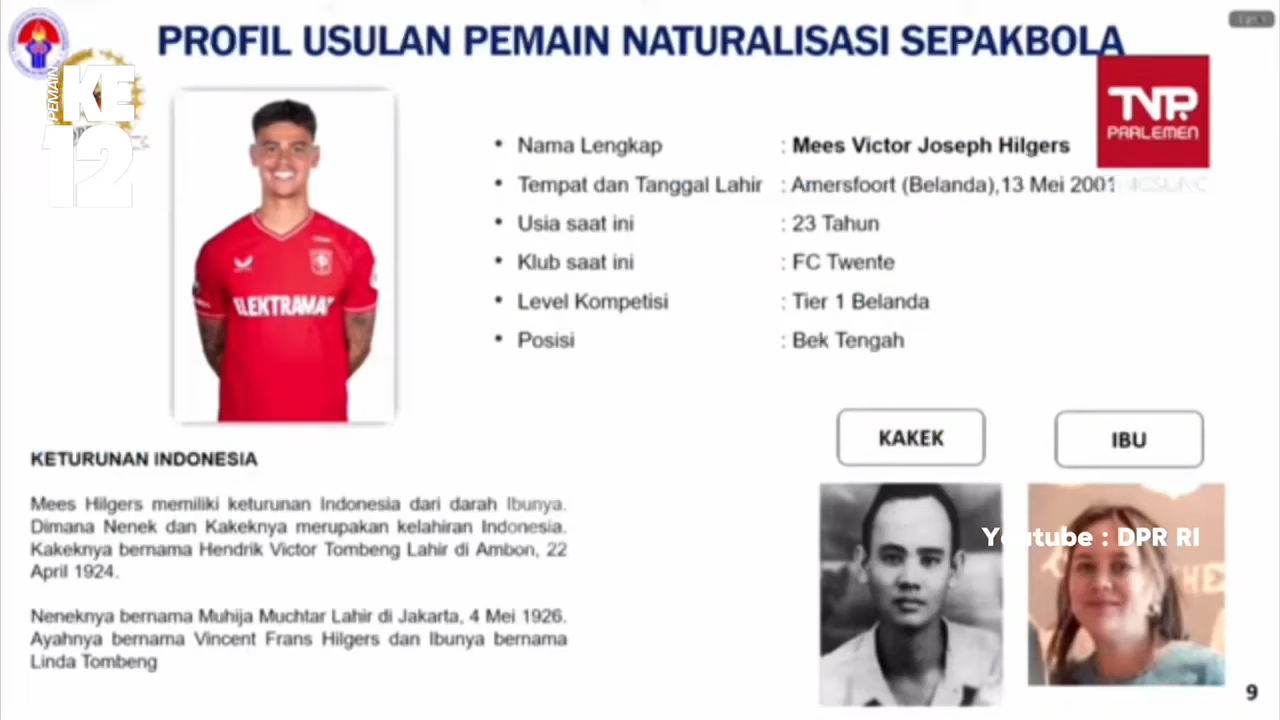 PROFIL USULAN PEMAIN NATURALISASI SEPAKBOLA
PEMAIN
KE
12
TVR
PARLEMEN
• Nama Lengkap : Mees Victor Joseph Hilgers
• Tempat dan Tanggal Lahir : Amersfoort (Belanda),13 Mei 2001
• Usia saat ini : 23 Tahun
• Klub saat ini : FC Twente
• Level Kompetisi : Tier 1 Belanda
• Posisi : Bek Tengah
ELEKTRAMAT
KAKEK
IBU
KETURUNAN INDONESIA
Mees Hilgers memiliki keturunan Indonesia dari darah Ibunya.
Dimana Nenek dan Kakeknya merupakan kelahiran Indonesia.
Kakeknya bernama Hendrik Victor Tombeng Lahir di Ambon, 22
April 1924.
Neneknya bernama Muhija Muchtar Lahir di Jakarta, 4 Mei 1926.
Ayahnya bernama Vincent Frans Hilgers dan Ibunya bernama
Linda Tombeng
Youtube : DPR RI
9